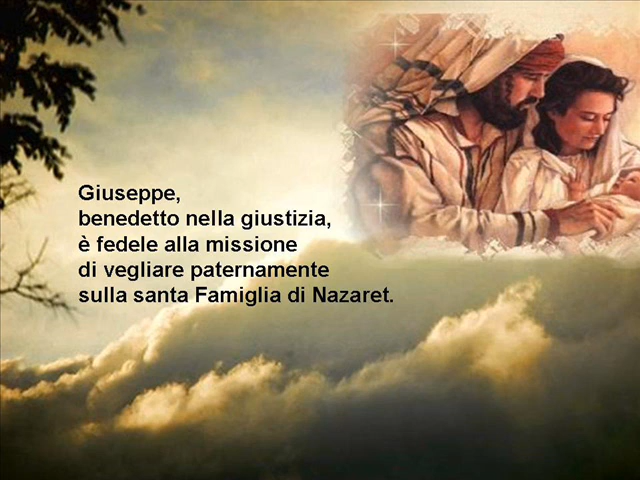 Giuseppe,
benedetto nella giustizia,
è fedele alla missione
di vegliare paternamente
sulla santa Famiglia di Nazaret.